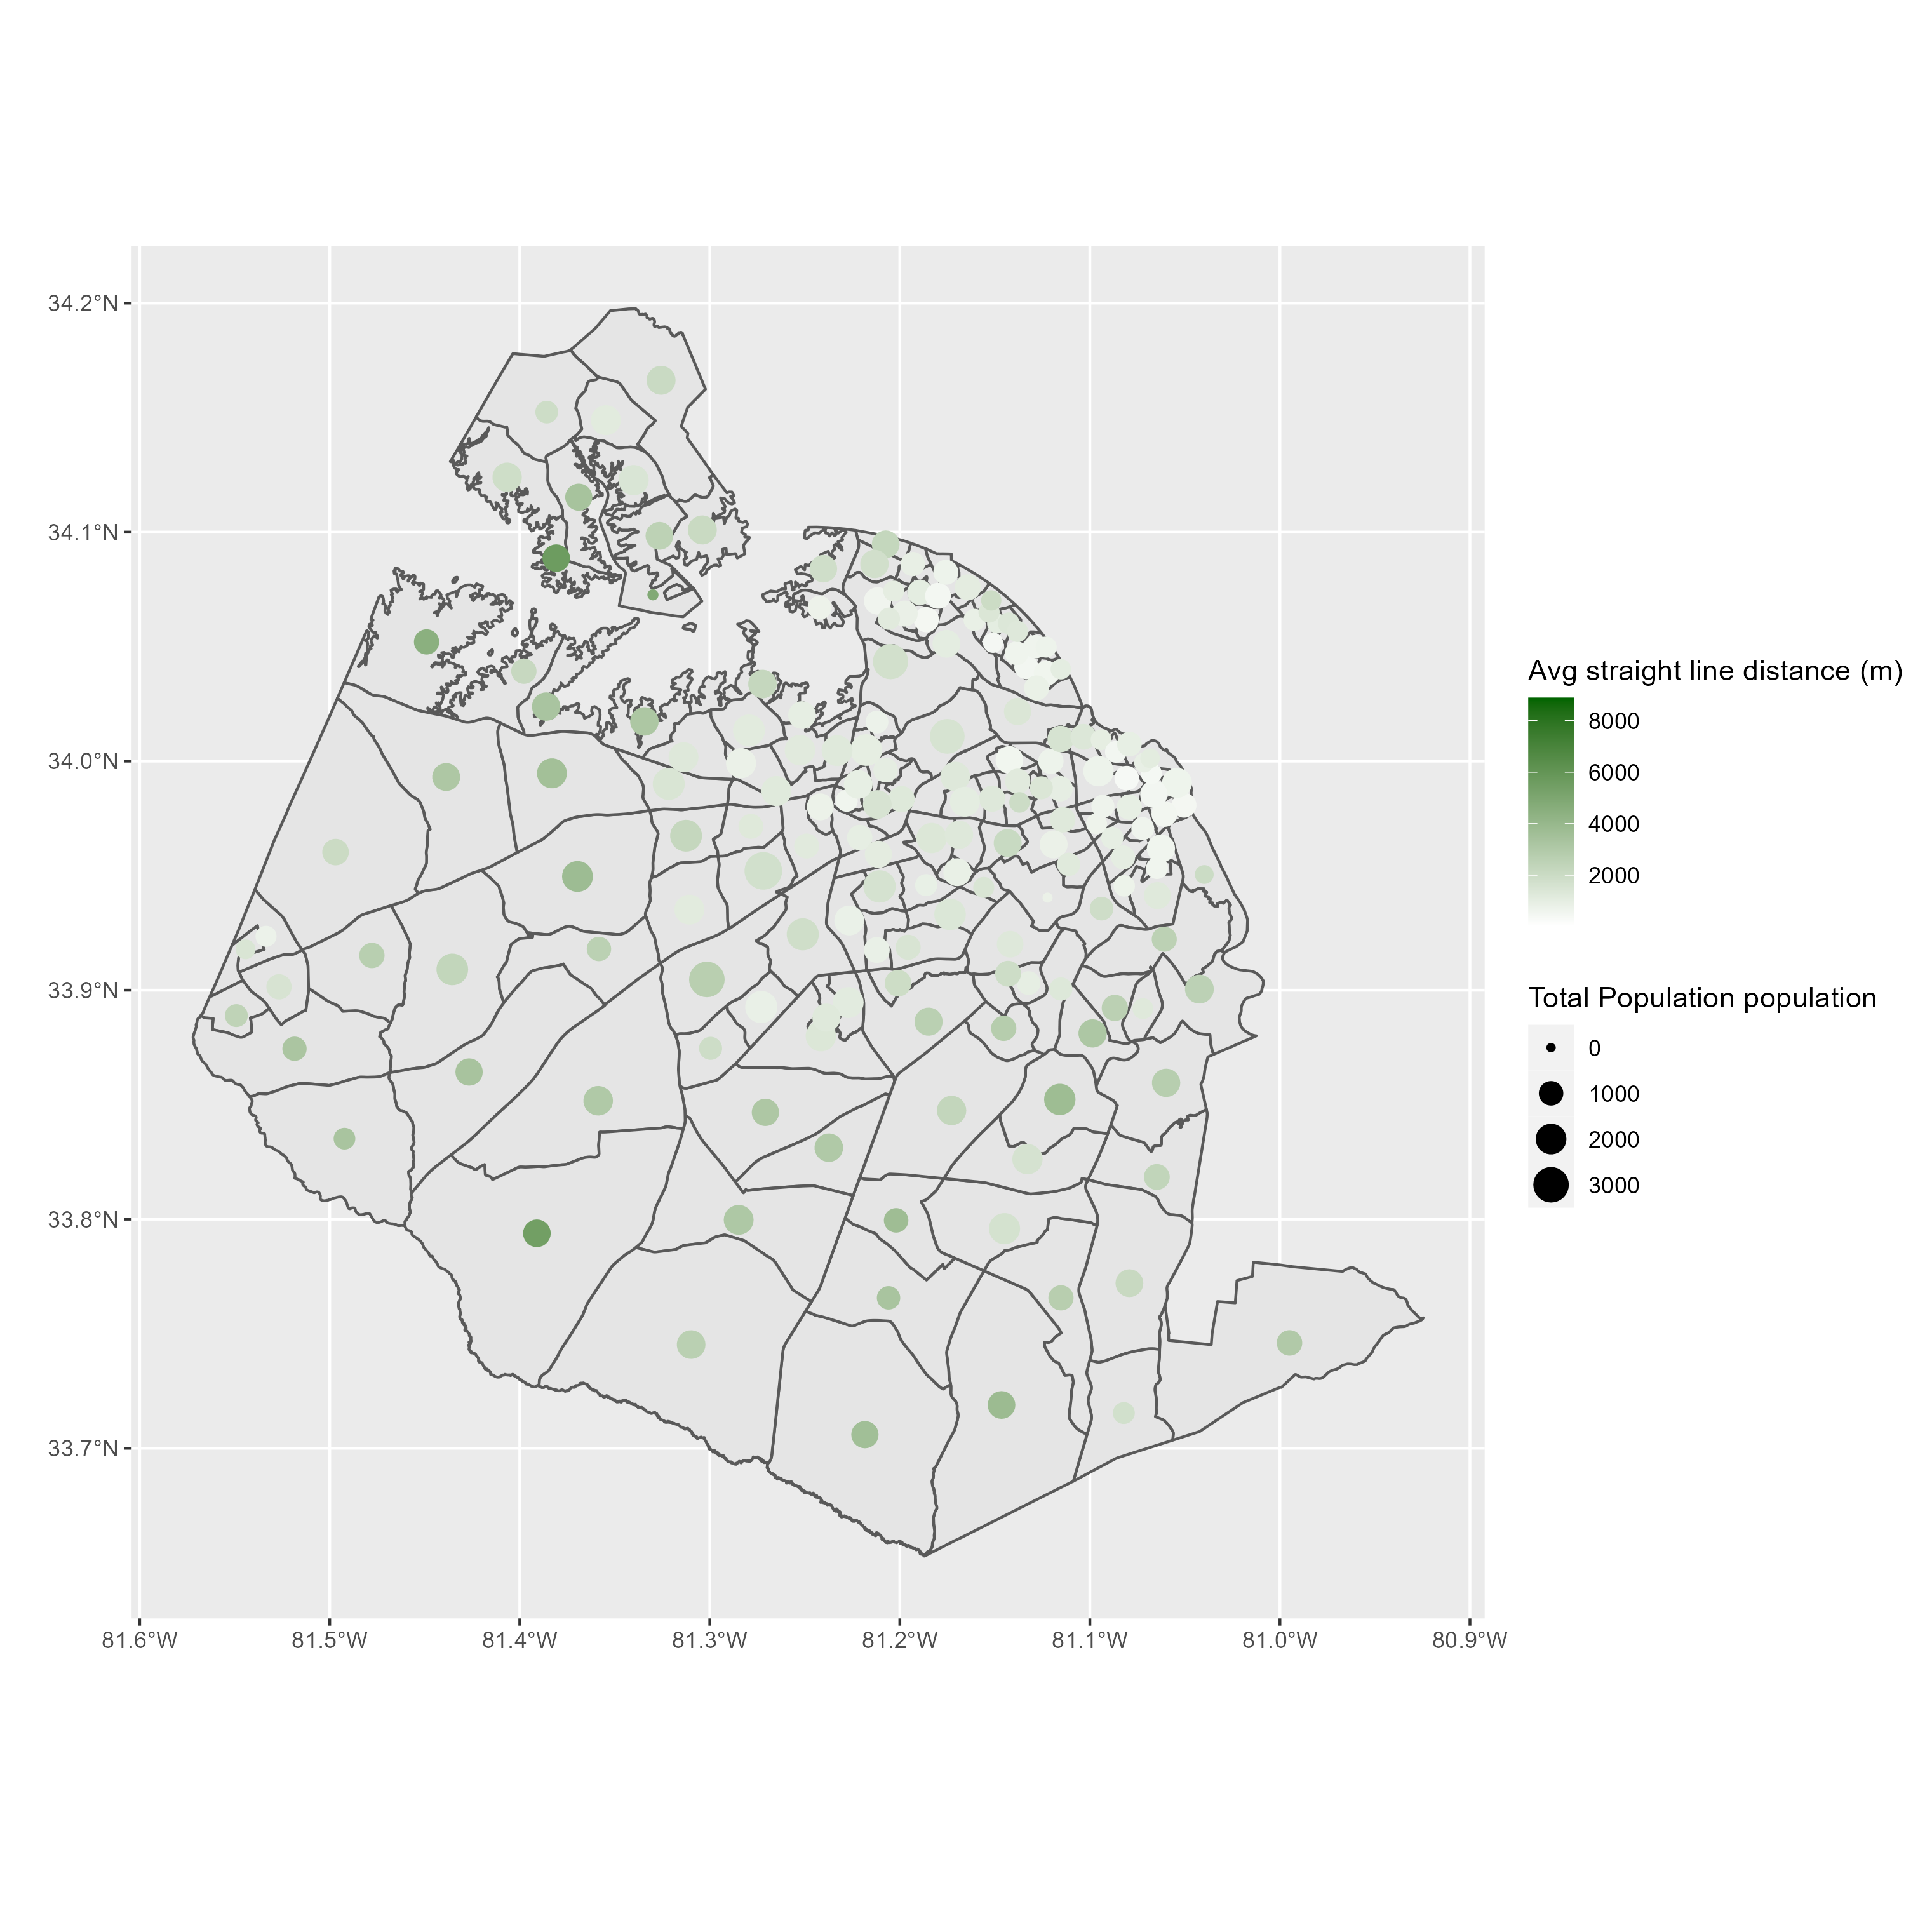 34.2°N
34.1°N
34.0°N
33.9°N
33.8°N
33.7°N
81.6°W 81.5°W 81.4°W 81.3°W 81.2°W 81.1°W 81.0°W 80.9°W
Avg straight line distance (m)
8000
6000
4000
2000
Total Population population
0
1000
2000
3000